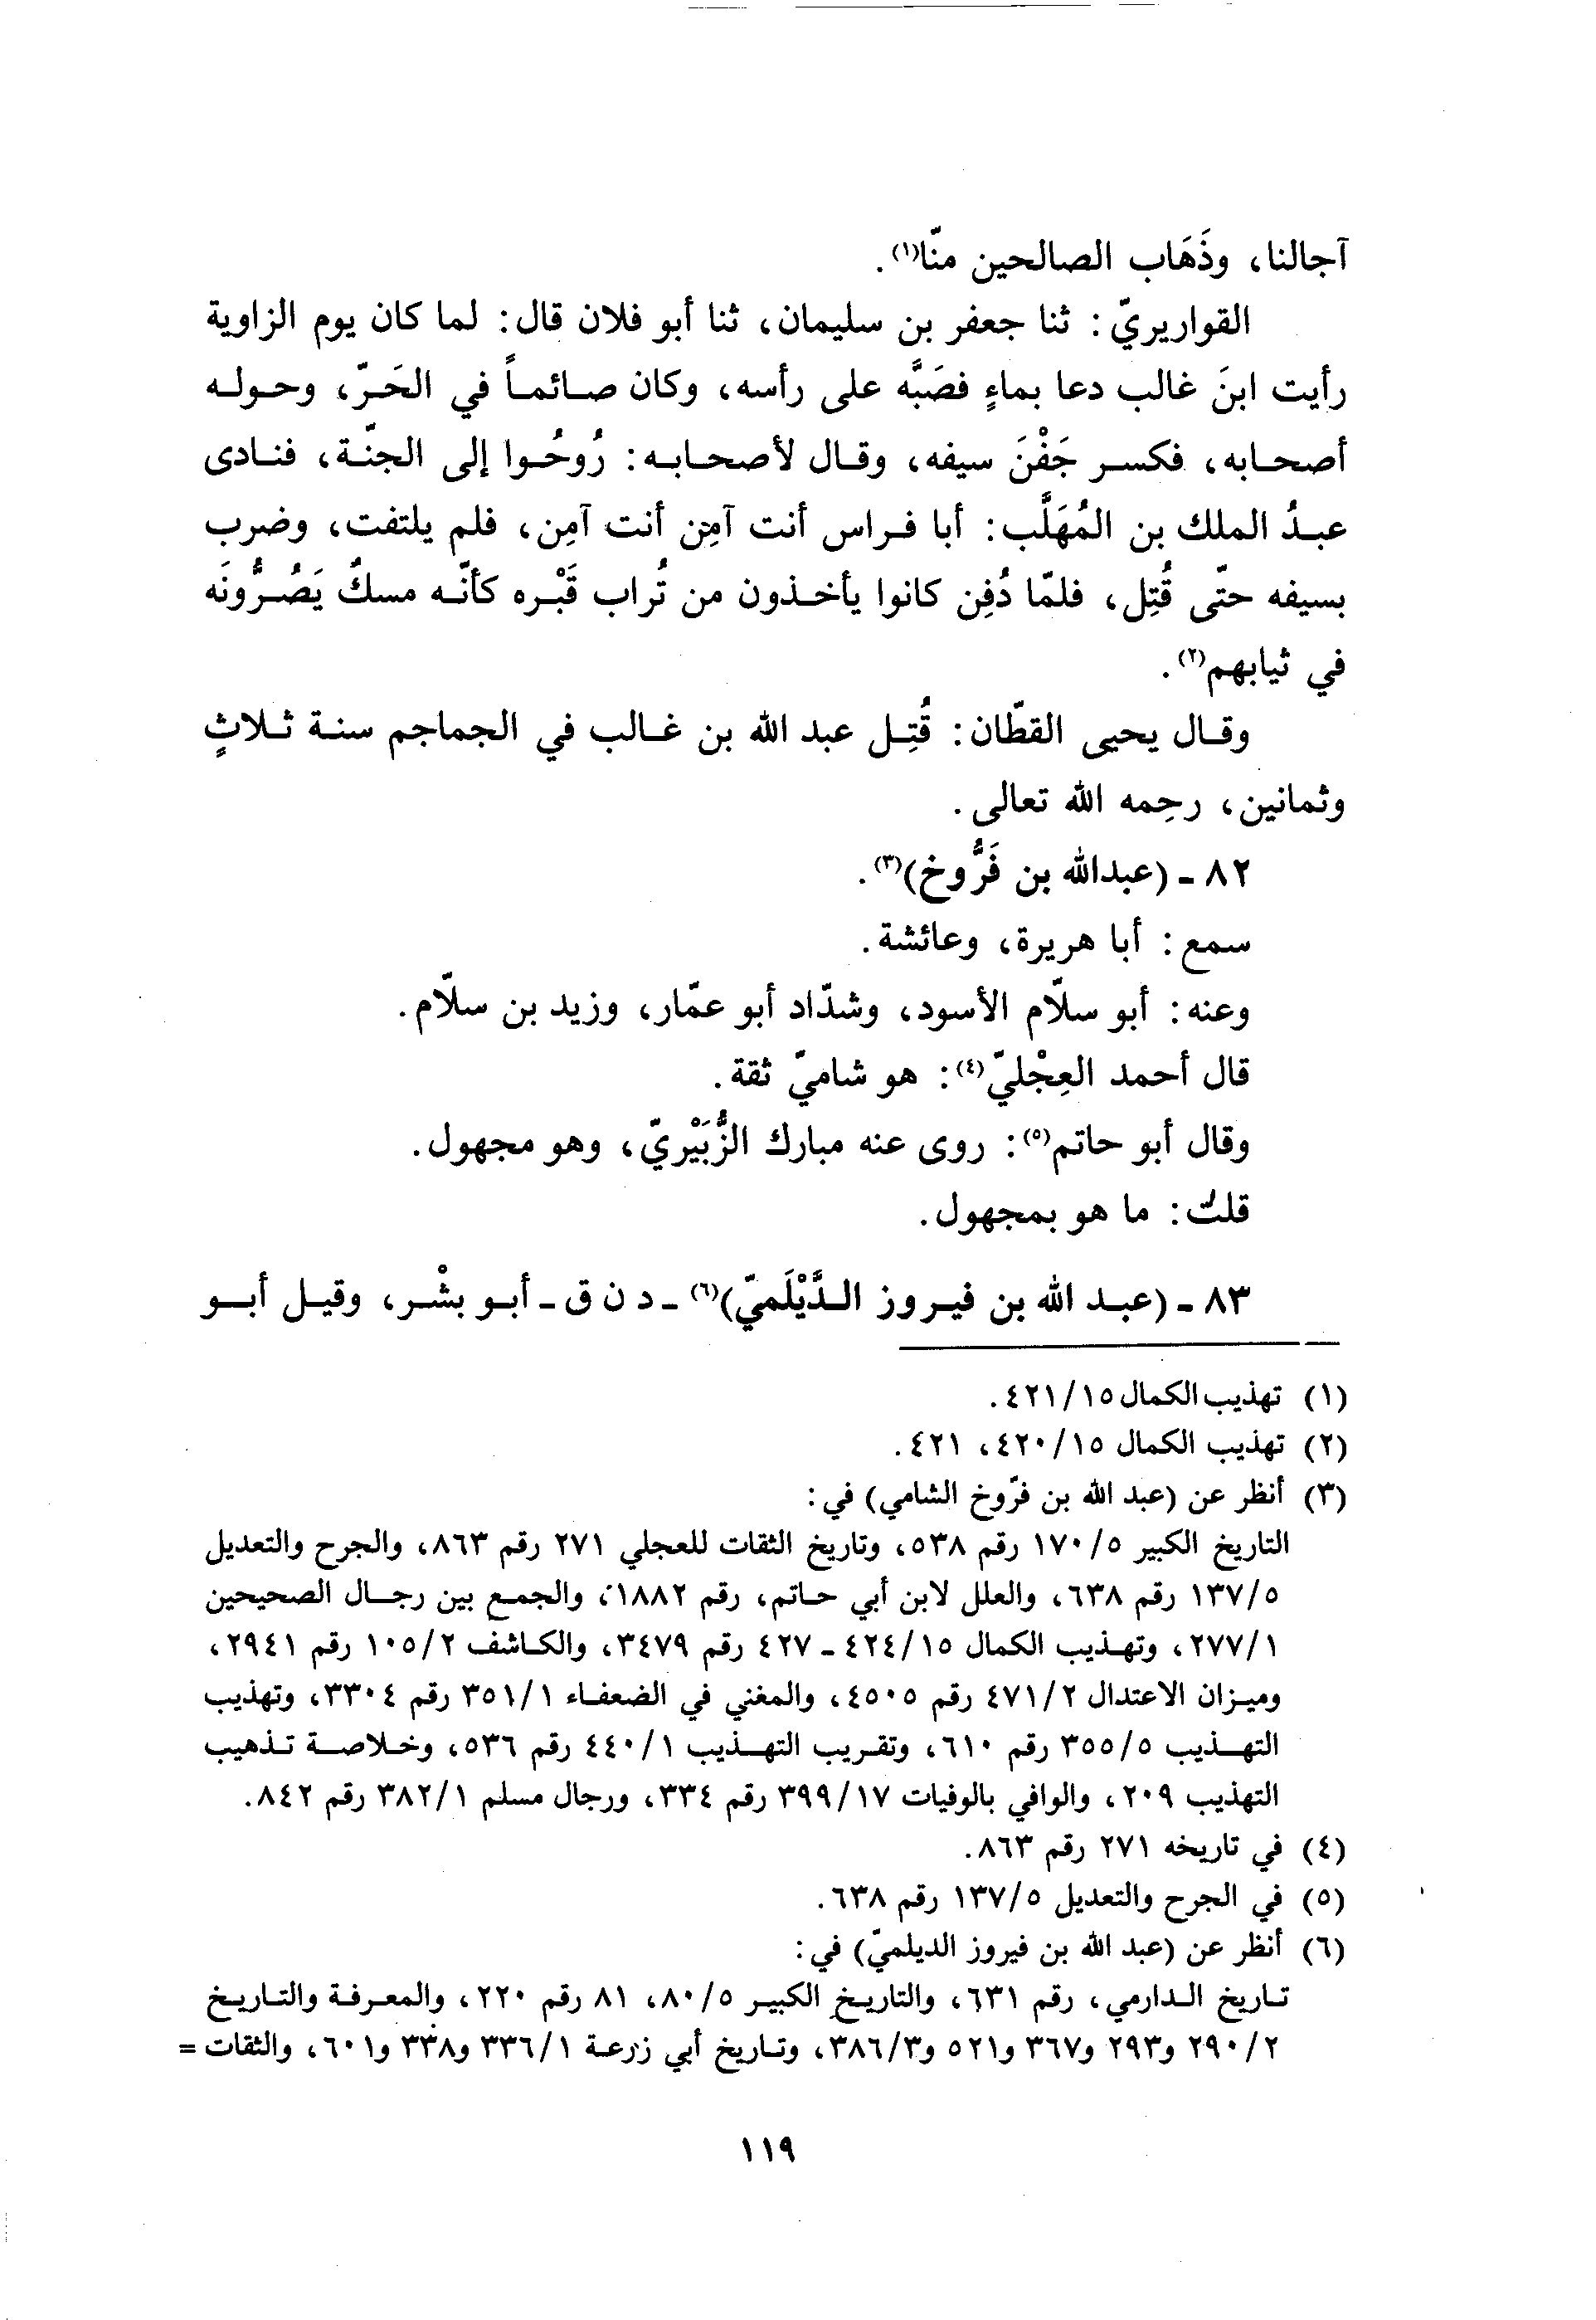 آجالنا، وذَهَاب الصالحين منّا(١).
القواريريّ: ثنا جعفر بن سليمان، ثنا أبو فلان قال: لما كان يوم الزاوية
رأيت ابنَ غالب دعا بماءٍ فصَبَّه على رأسه، وكان صائماً في الحَرّ، وحوله
أصحابه، فكسر جَفْنَ سيفه، وقال لأصحابه: رُوحُوا إلى الجنّة، فنادى
عبدُ الملك بن المُهَلَّب: أبا فراس أنت آمِن أنت آمِن، فلم يلتفت، وضرب
بسيفه حتّى قُتِل، فلمّا دُفِن كانوا يأخذون من تُراب قَبْره كأنّه مسكٌ يَصُرُّونَه
في ثيابهم(٢).
وقال يحيى القطّان: قُتِل عبد الله بن غالب في الجماجم سنة ثلاثٍ
وثمانين، رحِمه الله تعالى.
٨٢ - (عبدالله بن فَرُّوخ)(٣).
سمع: أبا هريرة، وعائشة.
وعنه: أبو سلّام الأسود، وشدّاد أبو عمّار، وزيد بن سلّام.
قال أحمد العِجْليّ(٤): هو شاميّ ثقة.
وقال أبو حاتم(٥): روى عنه مبارك الزُّبَيْريّ، وهو مجهول.
قلت: ما هو بمجهول.
٨٣ - (عبد الله بن فيروز الدَّيْلَميّ)(٦) - د ن ق - أبو بشْر، وقيل أبو
(١) تهذيب الكمال ١٥/ ٤٢١.
(٢) تهذيب الكمال ١٥/ ٤٢٠، ٤٢١.
(٣) أنظر عن (عبد الله بن فرّوخ الشامي) في:
التاريخ الكبير ٥/ ١٧٠ رقم ٥٣٨، وتاريخ الثقات للعجلي ٢٧١ رقم ٨٦٣، والجرح والتعديل
٥/ ١٣٧ رقم ٦٣٨، والعلل لابن أبي حاتم، رقم ١٨٨٢، والجمع بين رجال الصحيحين
١/ ٢٧٧، وتهذيب الكمال ١٥/ ٤٢٤ - ٤٢٧ رقم ٣٤٧٩، والكاشف ٢/ ١٠٥ رقم ٢٩٤١،
وميزان الاعتدال ٢/ ٤٧١ رقم ٤٥٠٥، والمغني في الضعفاء ١/ ٣٥١ رقم ٣٣٠٤، وتهذيب
التهذيب ٥/ ٣٥٥ رقم ٦١٠، وتقريب التهذيب ١/ ٤٤٠ رقم ٥٣٦، وخلاصة تذهيب
التهذيب ٢٠٩، والوافي بالوفيات ١٧/ ٣٩٩ رقم ٣٣٤، ورجال مسلم ١/ ٣٨٢ رقم ٨٤٢.
(٤) في تاريخه ٢٧١ رقم ٨٦٣.
(٥) في الجرح والتعديل ٥/ ١٣٧ رقم ٦٣٨.
(٦) أنظر عن (عبد الله بن فيروز الديلميّ) في:
تاريخ الدارمي، رقم ٦٣١، والتاريخ الكبير ٥/ ٨٠، ٨١ رقم ٢٢٠، والمعرفة والتاريخ
٢/ ٢٩٠ و٢٩٣ و٣٦٧ و٥٢١ و٣/ ٣٨٦، وتاريخ أبي زرعة ١/ ٣٣٦ و٣٣٨ و٦٠١، والثقات =
١١٩